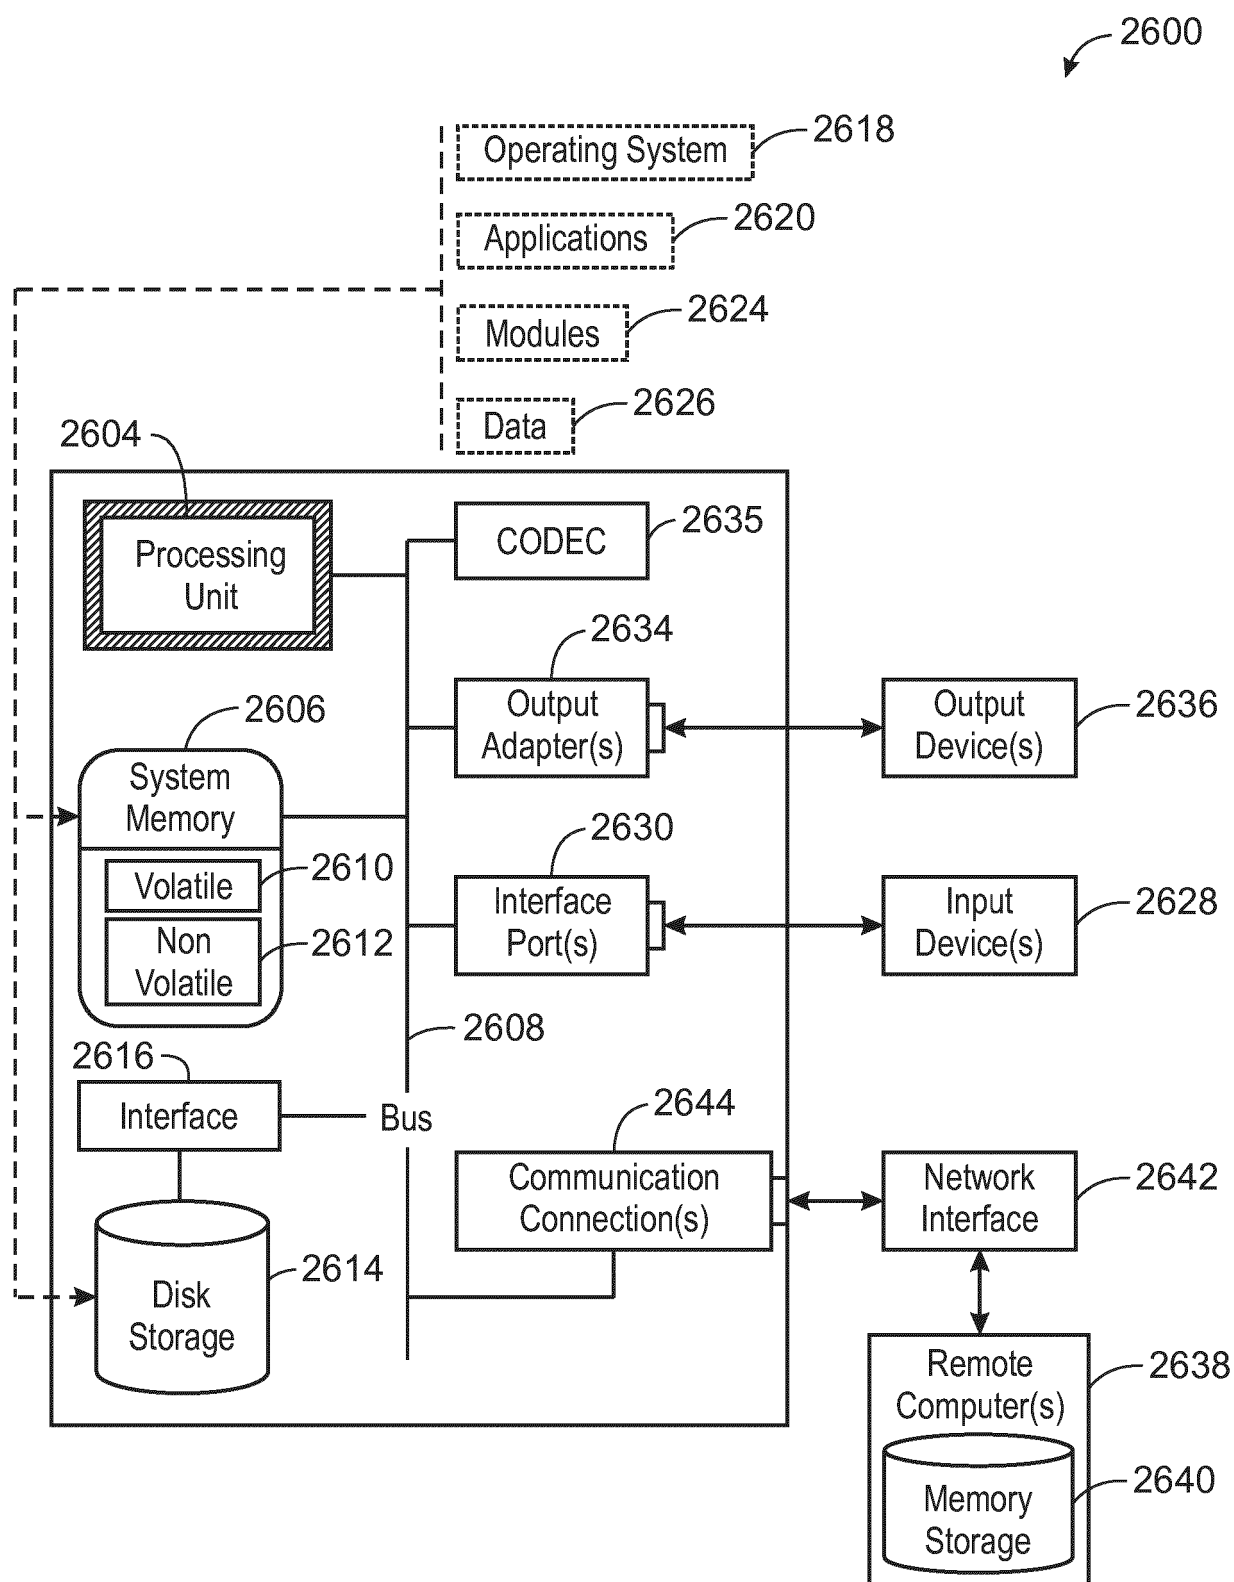 2600
Operating System
2618
Applications
2620
Modules
2624
Data
2626
2604
Processing
Unit
CODEC
2635
2634
Output
Adapter(s)
Output
Device(s)
2636
2606
System
Memory
Volatile
2610
Non
Volatile
2612
2630
Interface
Port(s)
Input
Device(s)
2628
2608
2616
Interface
Bus
2644
Communication
Connection(s)
Network
Interface
2642
Disk
Storage
2614
Remote
Computer(s)
2638
Memory
Storage
2640